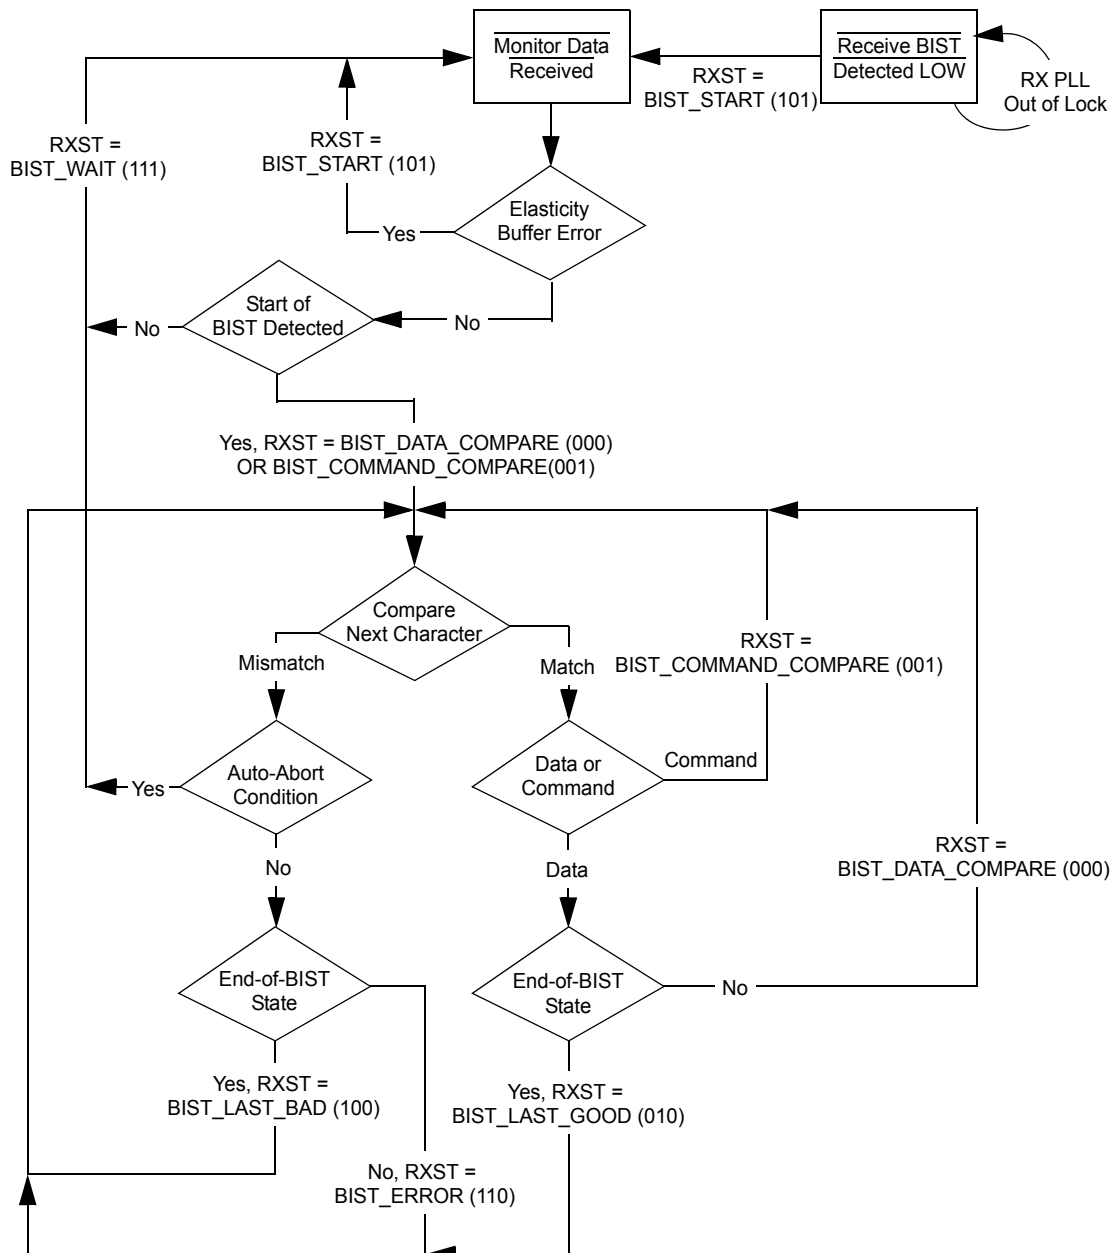 Monitor Data
Received
Receive BIST
Detected LOW
RX PLL
Out of Lock
RXST =
BIST_START (101)
RXST =
BIST_WAIT (111)
RXST =
BIST_START (101)
Elasticity
Buffer Error
Yes
Start of
BIST Detected
No
No
Yes, RXST = BIST_DATA_COMPARE (000)
OR BIST_COMMAND_COMPARE(001)
Compare
Next Character
RXST =
BIST_COMMAND_COMPARE (001)
Mismatch
Match
Auto-Abort
Condition
Yes
Data or
Command
Command
RXST =
BIST_DATA_COMPARE (000)
No
Data
End-of-BIST
State
End-of-BIST
State
No
Yes, RXST =
BIST_LAST_BAD (100)
Yes, RXST =
BIST_LAST_GOOD (010)
No, RXST =
BIST_ERROR (110)